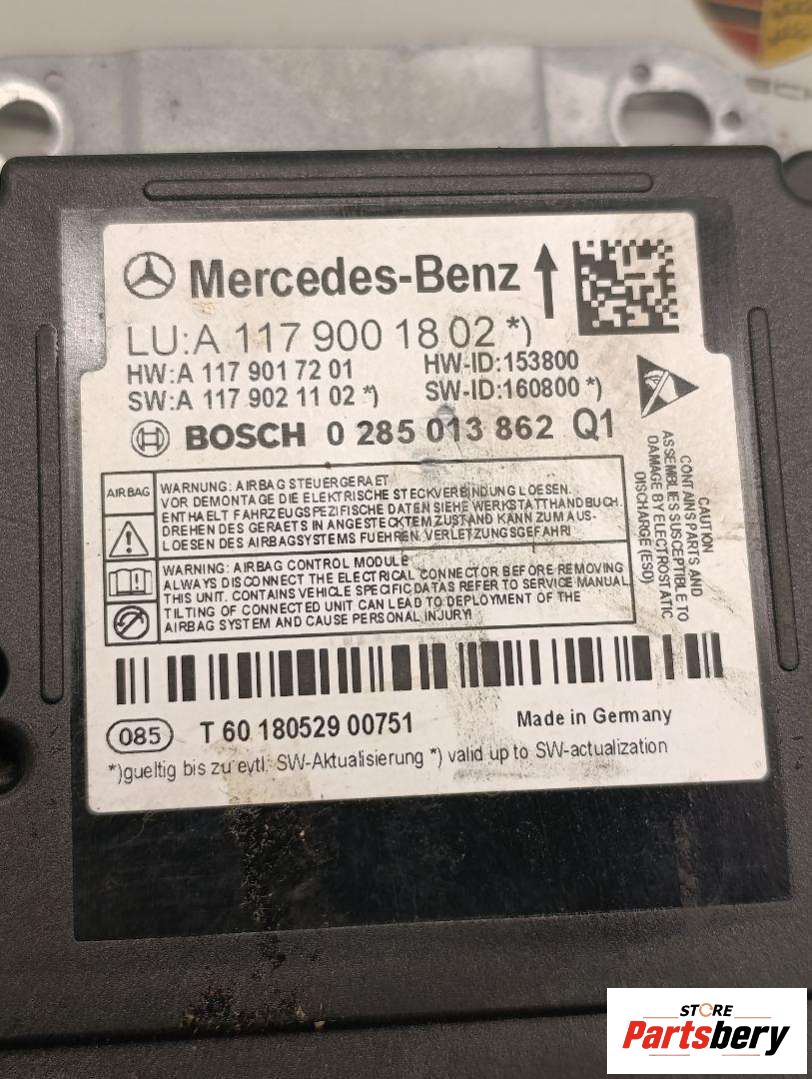 Mercedes-Benz
LU:A 117 900 18 02 *)
HW:A 117 901 72 01 HW-ID:153800
SW:A 117 902 11 02 *) SW-ID:160800 *)
BOSCH 0 285 013 862 Q1
AIRBAG
WARNUNG: AIRBAG STEUERGERAET
VOR DEMONTAGE DIE ELEKTRISCHE STECKVERBINDUNG LOESEN.
ENTHAELT FAHRZEUGSPEZIFISCHE DATEN SIEHE WERKSTATTHANDBUCH.
DREHEN DES GERAETS IN ANGESTECKTEM ZUSTAND KANN ZUM AUS-
LOESEN DES AIRBAGSYSTEMS FUEHREN. VERLETZUNGSGEFAHR!
WARNING: AIRBAG CONTROL MODULE
ALWAYS DISCONNECT THE ELECTRICAL CONNECTOR BEFORE REMOVING
THIS UNIT. CONTAINS VEHICLE SPECIFIC DATAS REFER TO SERVICE MANUAL
TILTING OF CONNECTED UNIT CAN LEAD TO DEPLOYMENT OF THE
AIRBAG SYSTEM AND CAUSE PERSONAL INJURY!
CAUTION
CONTAINS PARTS AND
ASSEMBLIES SUSCEPTIBLE TO
DAMAGE BY ELECTROSTATIC
DISCHARGE (ESD)
085 T 60 180529 00751 Made in Germany
*)gueltig bis zu evtl. SW-Aktualisierung *) valid up to SW-actualization
STORE
Partsbery